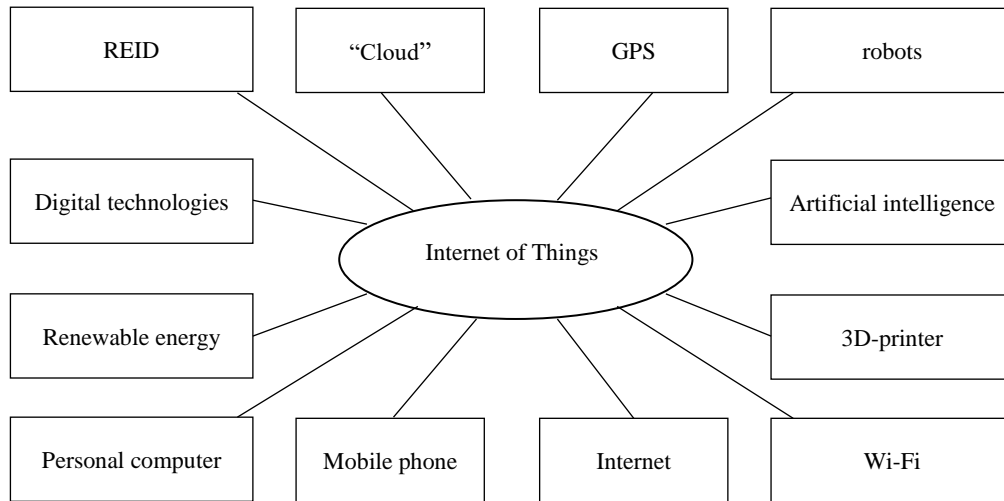 REID
“Cloud”
GPS
robots
Digital technologies
Artificial intelligence
Internet of Things
Renewable energy
3D-printer
Personal computer
Mobile phone
Internet
Wi-Fi